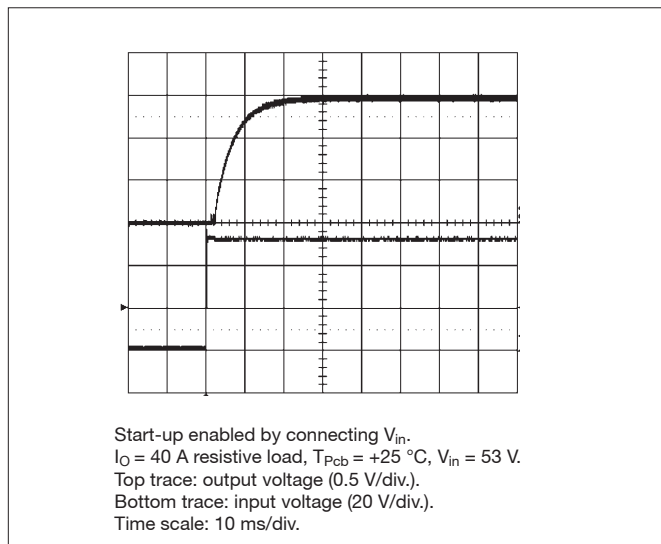 Start-up enabled by connecting Vin.
IO = 40 A resistive load, TPcb = +25 °C, Vin = 53 V.
Top trace: output voltage (0.5 V/div.).
Bottom trace: input voltage (20 V/div.).
Time scale: 10 ms/div.